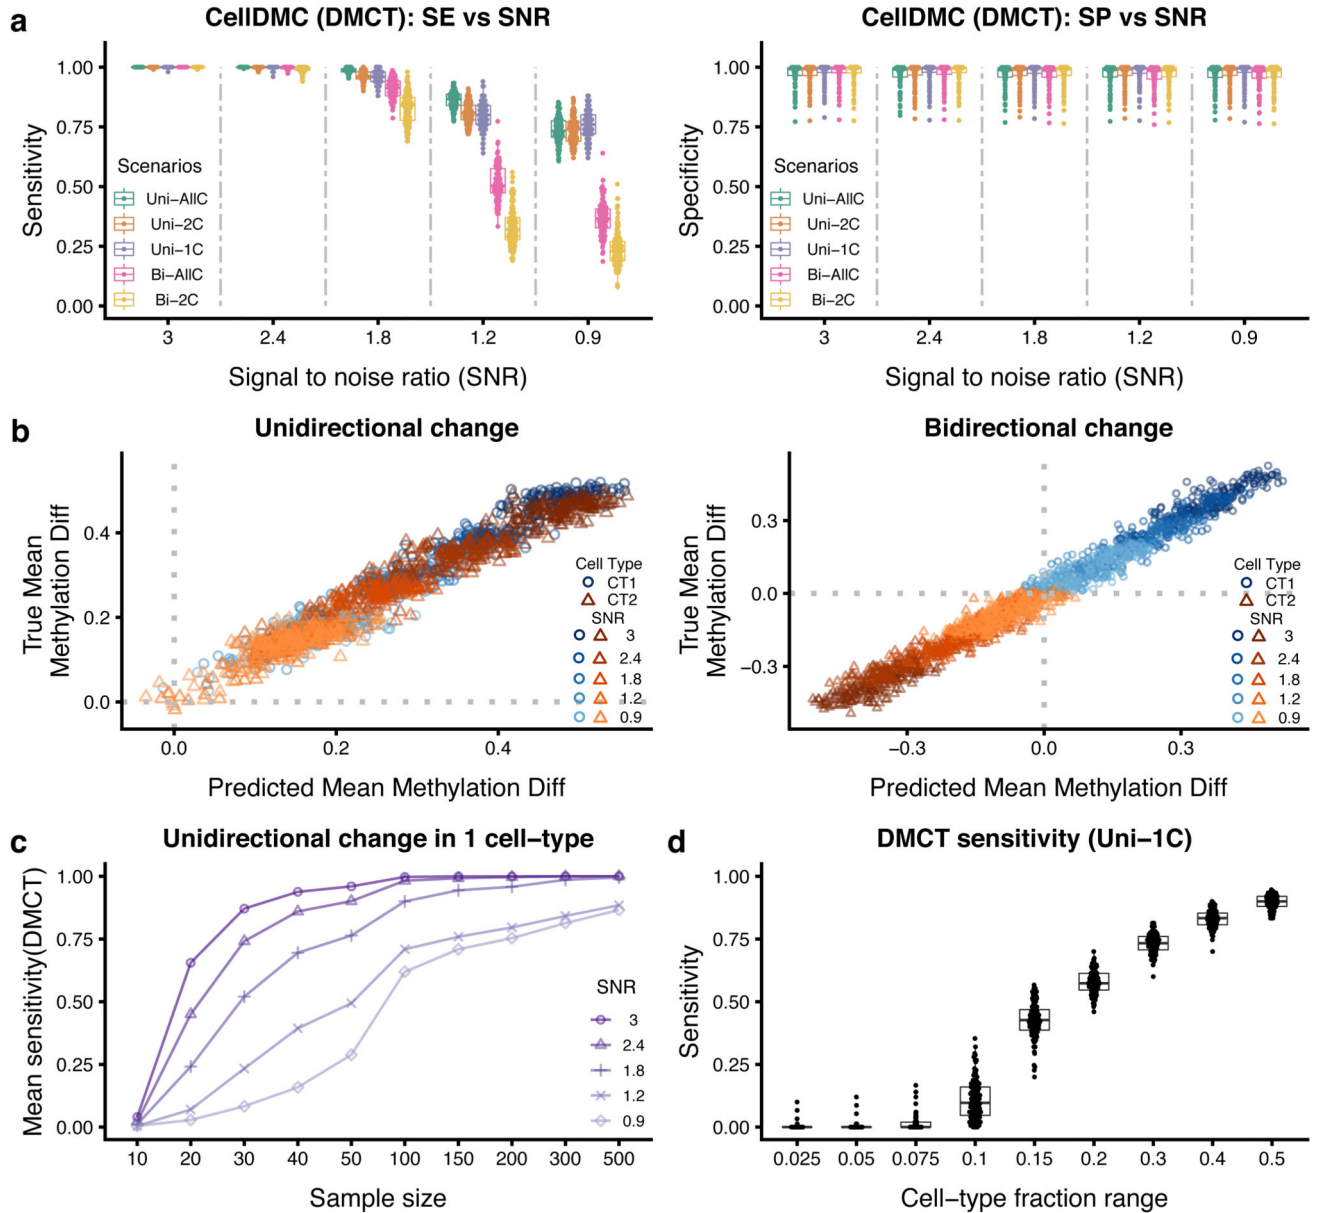 a
CellDMC (DMCT): SE vs SNR
CellDMC (DMCT): SP vs SNR
Sensitivity
1.00
0.75
0.50
0.25
0.00
Scenarios
Uni−AllC
Uni−2C
Uni−1C
Bi−AllC
Bi−2C
3
2.4
1.8
1.2
0.9
Signal to noise ratio (SNR)
Specificity
1.00
0.75
0.50
0.25
0.00
Scenarios
Uni−AllC
Uni−2C
Uni−1C
Bi−AllC
Bi−2C
3
2.4
1.8
1.2
0.9
Signal to noise ratio (SNR)
b
Unidirectional change
True Mean
Methylation Diff
0.4
0.2
0.0
Cell Type
CT1
CT2
SNR
3
2.4
1.8
1.2
0.9
0.0
0.2
0.4
Predicted Mean Methylation Diff
Bidirectional change
True Mean
Methylation Diff
0.3
0.0
−0.3
Cell Type
CT1
CT2
SNR
3
2.4
1.8
1.2
0.9
−0.3
0.0
0.3
Predicted Mean Methylation Diff
c
Unidirectional change in 1 cell−type
Mean sensitivity(DMCT)
1.00
0.75
0.50
0.25
0.00
SNR
3
2.4
1.8
1.2
0.9
10
20
30
40
50
100
150
200
300
500
Sample size
d
DMCT sensitivity (Uni−1C)
Sensitivity
1.00
0.75
0.50
0.25
0.00
0.025
0.05
0.075
0.1
0.15
0.2
0.3
0.4
0.5
Cell−type fraction range